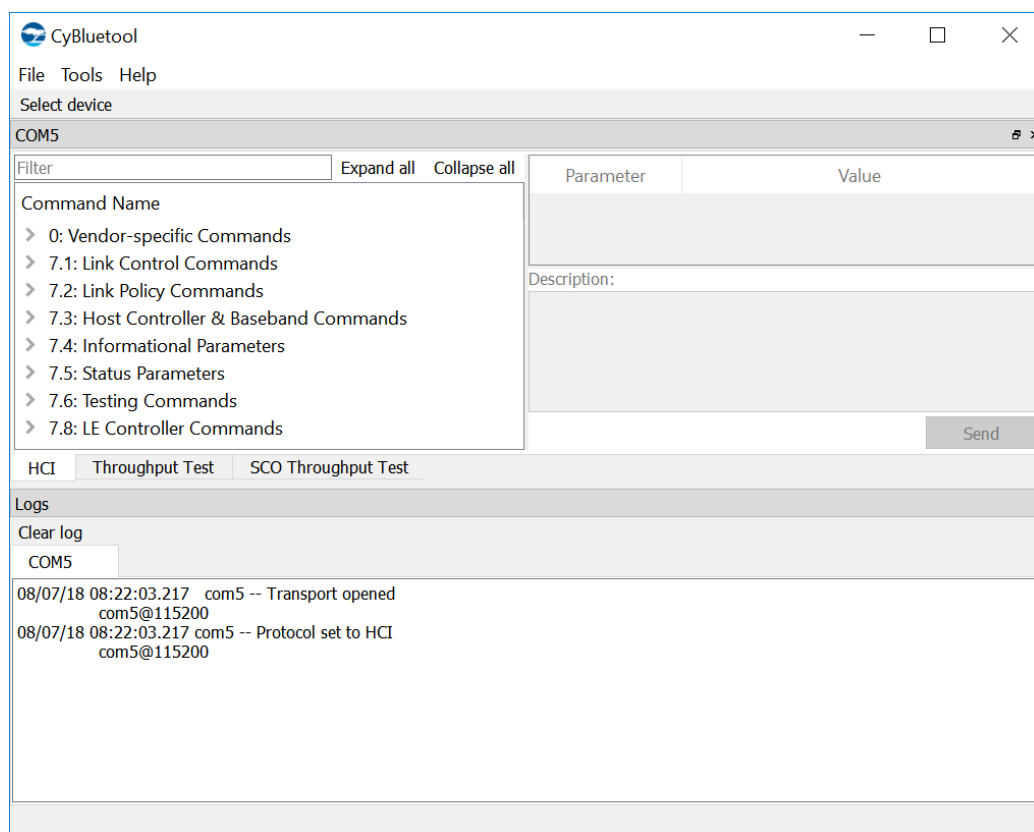 CyBluetool
File Tools Help
Select device
COM5
Filter Expand all Collapse all
Command Name
0: Vendor-specific Commands
7.1: Link Control Commands
7.2: Link Policy Commands
7.3: Host Controller & Baseband Commands
7.4: Informational Parameters
7.5: Status Parameters
7.6: Testing Commands
7.8: LE Controller Commands
Parameter Value
Description:
Send
HCI Throughput Test SCO Throughput Test
Logs
Clear log
COM5
08/07/18 08:22:03.217 com5 -- Transport opened
com5@115200
08/07/18 08:22:03.217 com5 -- Protocol set to HCI
com5@115200